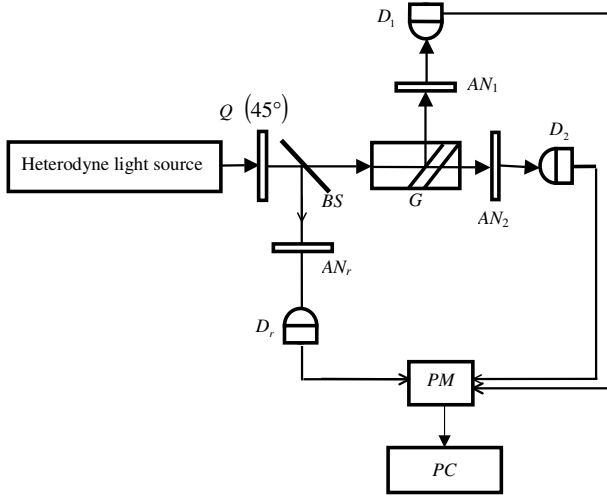 D₁
AN₁
Q (45°)
D₂
Heterodyne light source
BS
G
AN₂
ANᵣ
Dᵣ
PM
PC